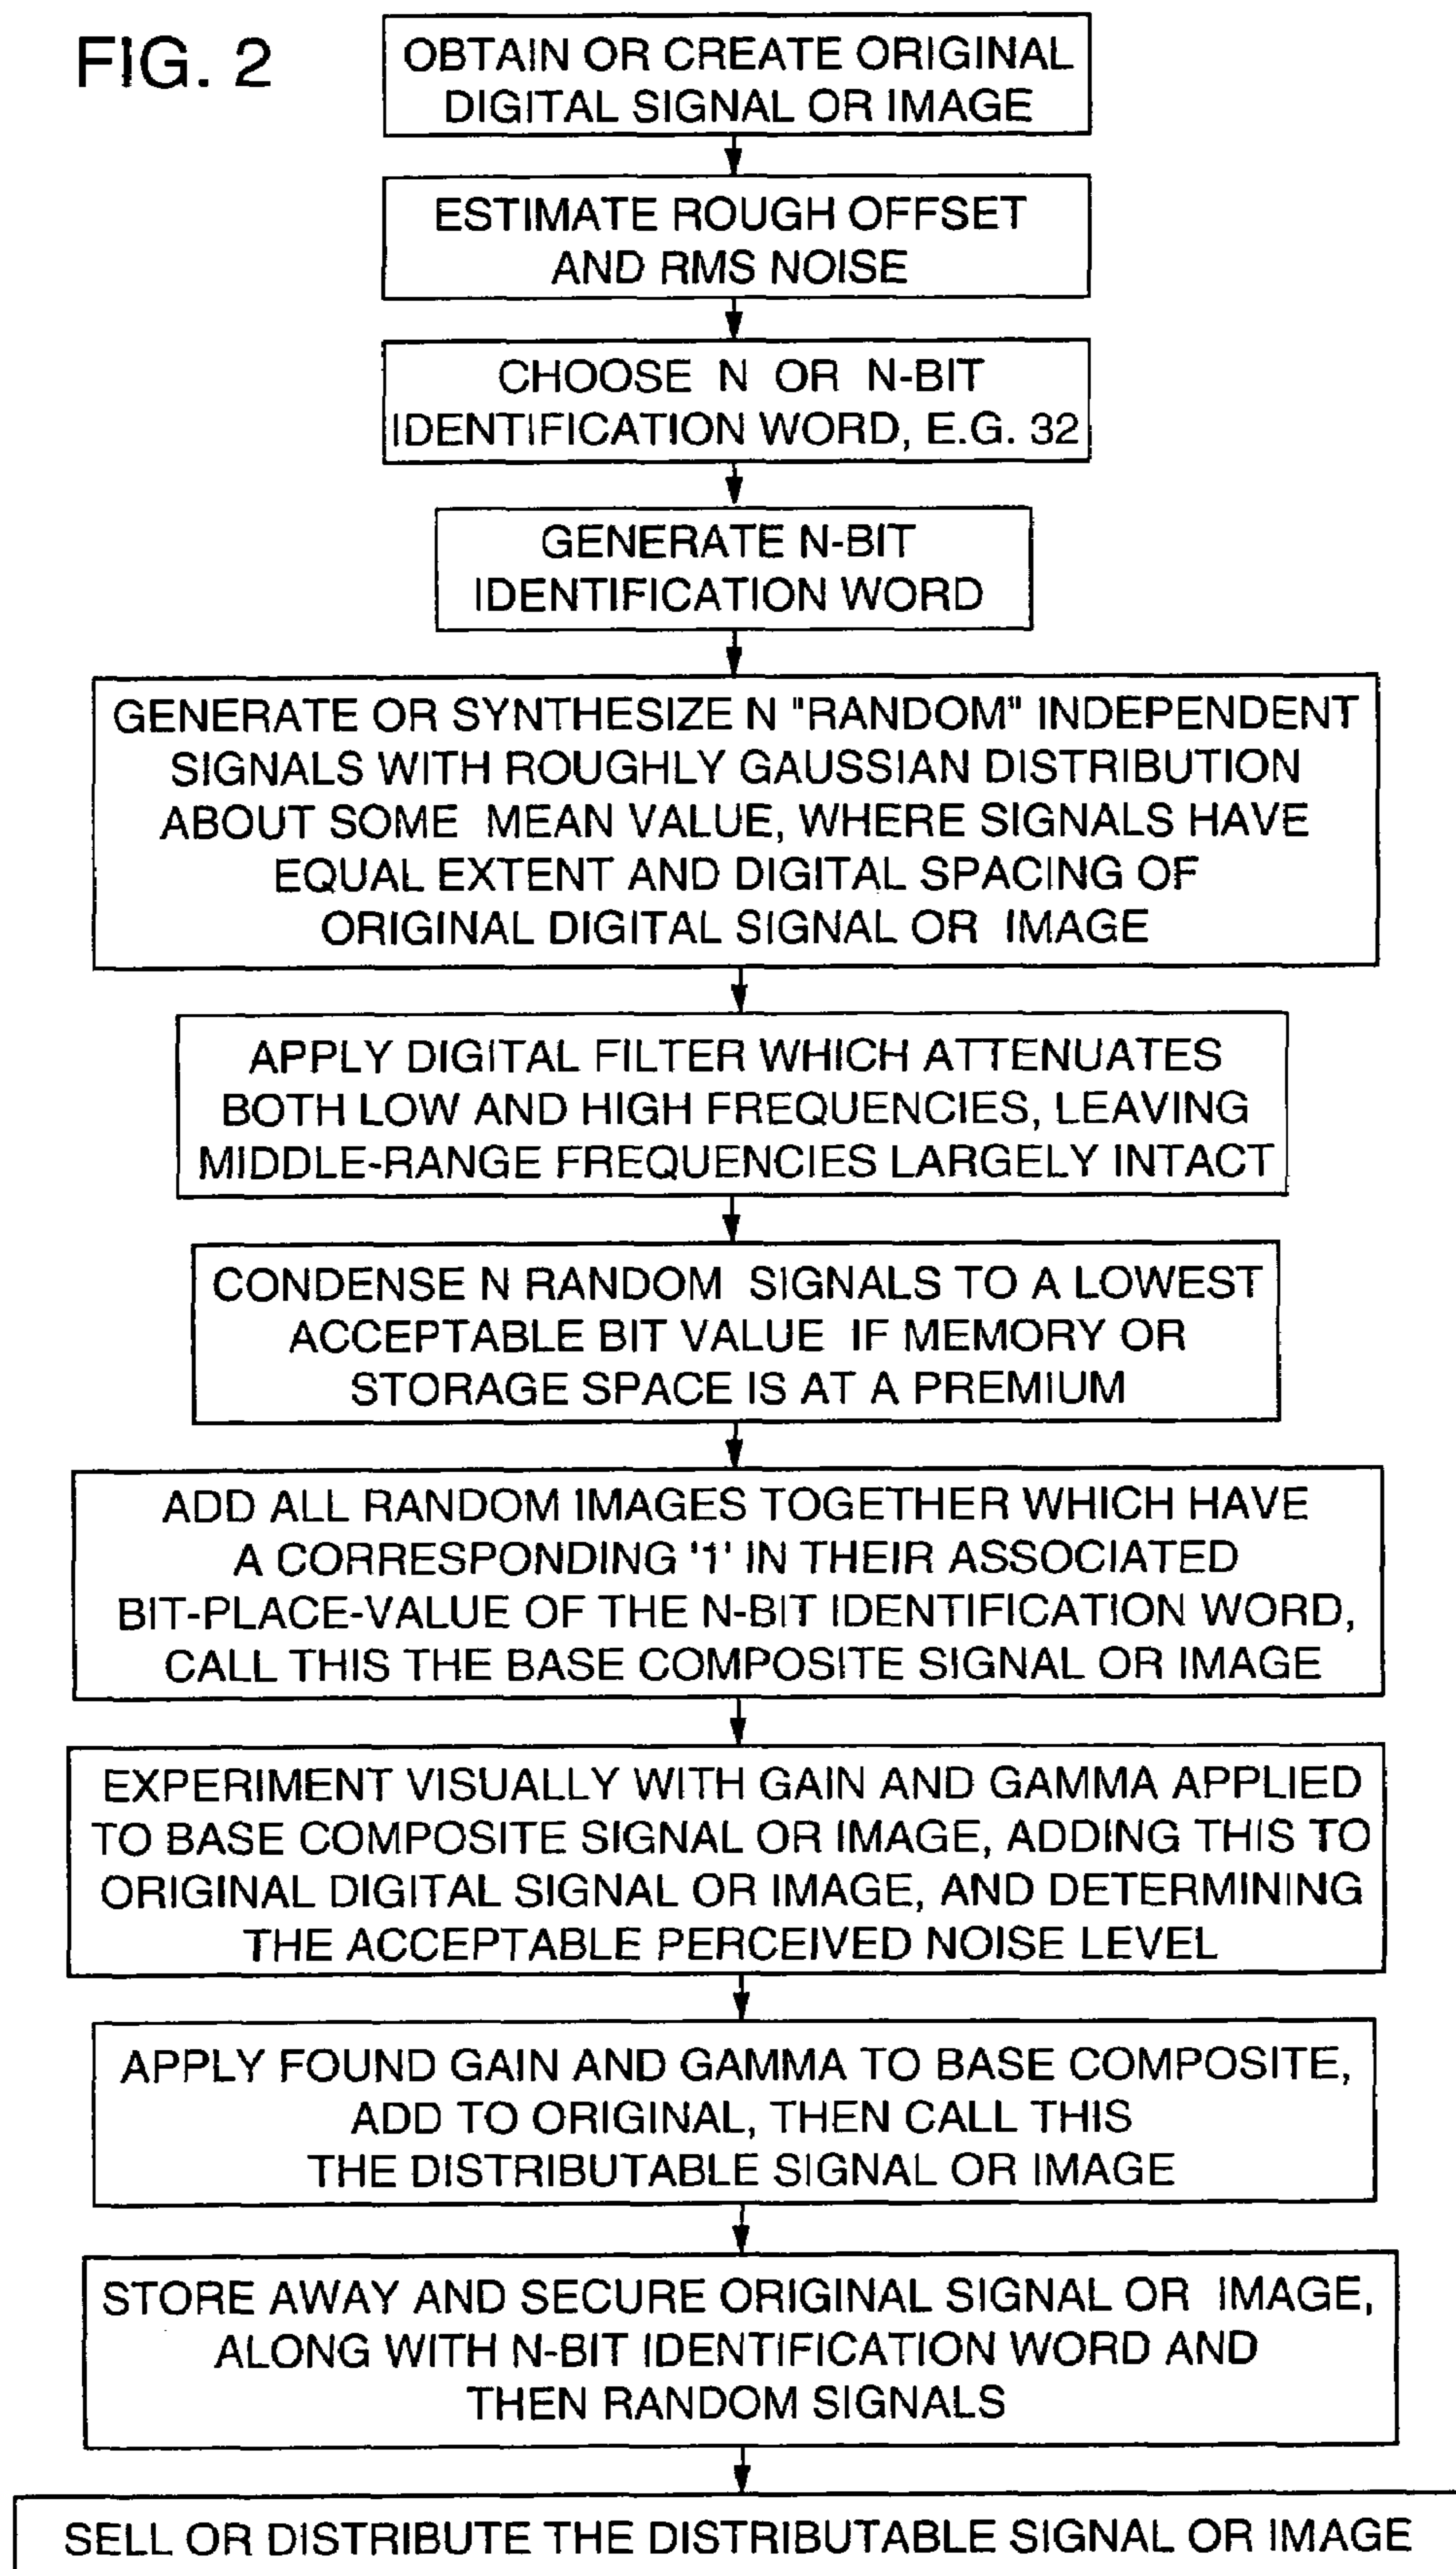 FIG. 2
OBTAIN OR CREATE ORIGINAL
DIGITAL SIGNAL OR IMAGE
ESTIMATE ROUGH OFFSET
AND RMS NOISE
CHOOSE N OR N-BIT
IDENTIFICATION WORD, E.G. 32
GENERATE N-BIT
IDENTIFICATION WORD
GENERATE OR SYNTHESIZE N "RANDOM" INDEPENDENT
SIGNALS WITH ROUGHLY GAUSSIAN DISTRIBUTION
ABOUT SOME MEAN VALUE, WHERE SIGNALS HAVE
EQUAL EXTENT AND DIGITAL SPACING OF
ORIGINAL DIGITAL SIGNAL OR IMAGE
APPLY DIGITAL FILTER WHICH ATTENUATES
BOTH LOW AND HIGH FREQUENCIES, LEAVING
MIDDLE-RANGE FREQUENCIES LARGELY INTACT
CONDENSE N RANDOM SIGNALS TO A LOWEST
ACCEPTABLE BIT VALUE IF MEMORY OR
STORAGE SPACE IS AT A PREMIUM
ADD ALL RANDOM IMAGES TOGETHER WHICH HAVE
A CORRESPONDING '1' IN THEIR ASSOCIATED
BIT-PLACE-VALUE OF THE N-BIT IDENTIFICATION WORD,
CALL THIS THE BASE COMPOSITE SIGNAL OR IMAGE
EXPERIMENT VISUALLY WITH GAIN AND GAMMA APPLIED
TO BASE COMPOSITE SIGNAL OR IMAGE, ADDING THIS TO
ORIGINAL DIGITAL SIGNAL OR IMAGE, AND DETERMINING
THE ACCEPTABLE PERCEIVED NOISE LEVEL
APPLY FOUND GAIN AND GAMMA TO BASE COMPOSITE,
ADD TO ORIGINAL, THEN CALL THIS
THE DISTRIBUTABLE SIGNAL OR IMAGE
STORE AWAY AND SECURE ORIGINAL SIGNAL OR IMAGE,
ALONG WITH N-BIT IDENTIFICATION WORD AND
THEN RANDOM SIGNALS
SELL OR DISTRIBUTE THE DISTRIBUTABLE SIGNAL OR IMAGE